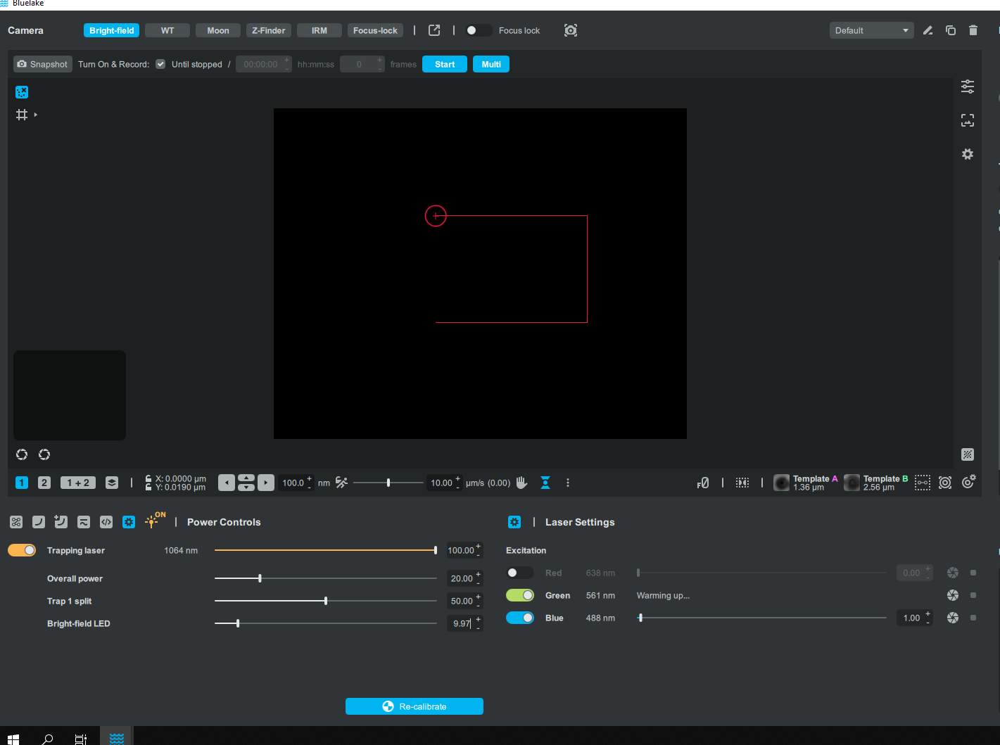 Bluelake
Camera Bright-field WT Moon Z-Finder IRM Focus-lock | | Focus lock Default
Snapshot Turn On & Record: Until stopped / 00:00:00 + - hh:mm:ss 0 + - frames Start Multi
1 2 1 + 2 | X: 0.0000 µm
Y: 0.0190 µm
100.0 + - nm 10.00 + - µm/s (0.00) F0 | | Template A
1.36 µm
Template B
2.56 µm
ON | Power Controls
Trapping laser 1064 nm 100.00 + -
Overall power 20.00 + -
Trap 1 split 50.00 + -
Bright-field LED 9.97 + -
Re-calibrate
| Laser Settings
Excitation
Red 638 nm 0.00 + -
Green 561 nm Warming up...
Blue 488 nm 1.00 + -